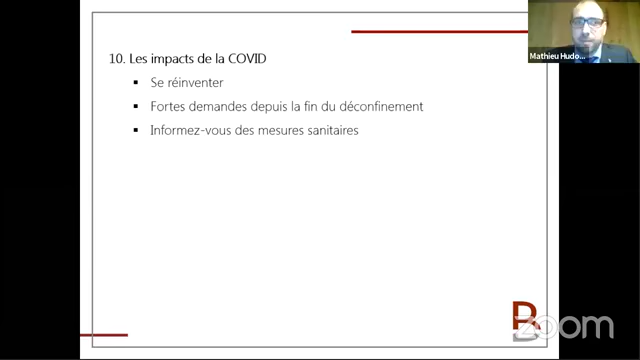 Mathieu Hudo...
10. Les impacts de la COVID
▪ Se réinventer
▪ Fortes demandes depuis la fin du déconfinement
▪ Informez-vous des mesures sanitaires
zoom